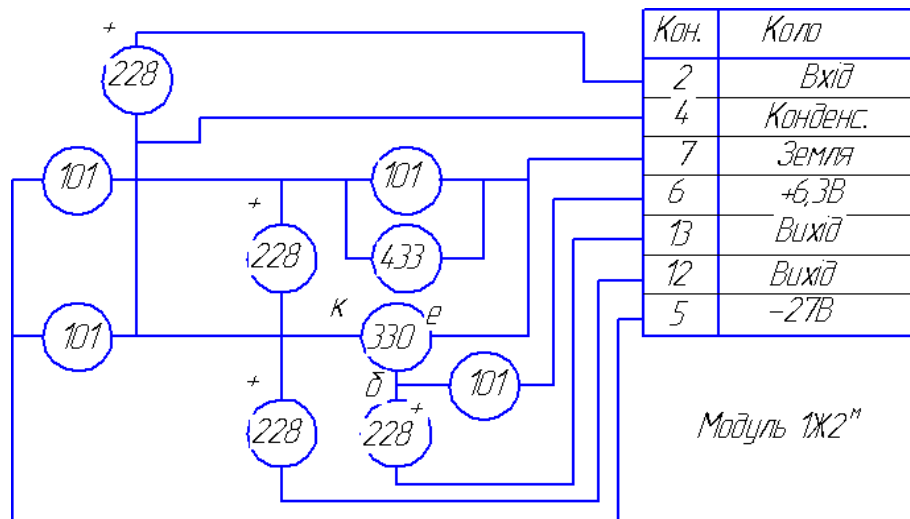 Кон. Коло
2 Вхід
4 Конденс.
7 Земля
6 +6,3В
13 Вихід
12 Вихід
5 -27В
+
228
101
101
+
228
433
к
е
101
330
б
101
+
228
+
228
Модуль 1Ж2м